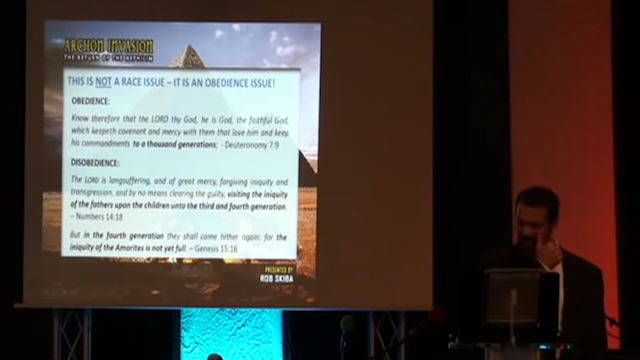 ARCHON INVASION
THE RETURN OF THE NEPHILIM
THIS IS NOT A RACE ISSUE – IT IS AN OBEDIENCE ISSUE!
OBEDIENCE:
Know therefore that the LORD thy God, he is God, the faithful God,
which keepeth covenant and mercy with them that love him and keep
his commandments to a thousand generations; - Deuteronomy 7:9
DISOBEDIENCE:
The LORD is longsuffering, and of great mercy, forgiving iniquity and
transgression, and by no means clearing the guilty, visiting the iniquity
of the fathers upon the children unto the third and fourth generation.
– Numbers 14:18
But in the fourth generation they shall come hither again: for the
iniquity of the Amorites is not yet full. – Genesis 15:16
PRESENTED BY
ROB SKIBA